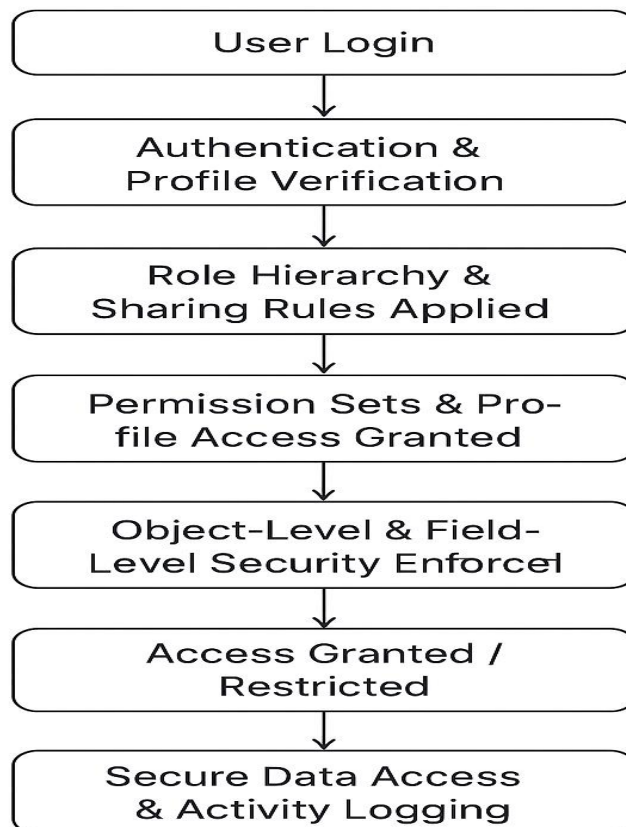 User Login
Authentication &
Profile Verification
Role Hierarchy &
Sharing Rules Applied
Permission Sets & Pro-
file Access Granted
Object-Level & Field-
Level Security Enforcel
Access Granted /
Restricted
Secure Data Access
& Activity Logging